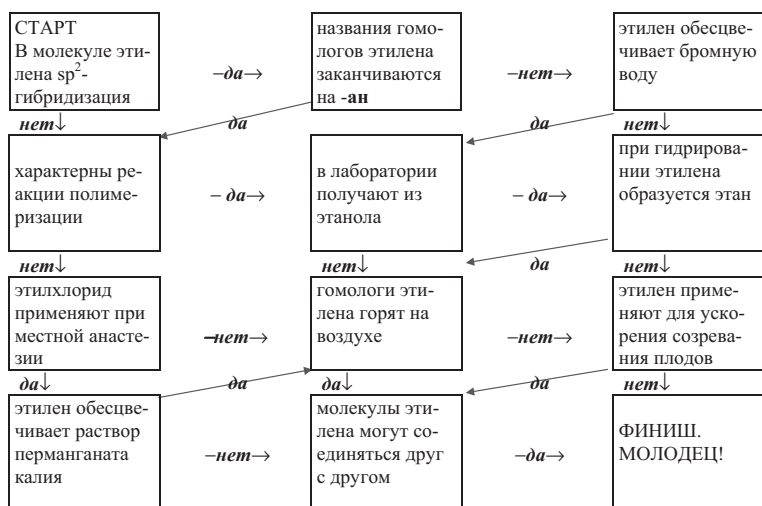 СТАРТ
В молекуле эти-
лена sp²-
гибридизация
–да→
названия гомо-
логов этилена
заканчиваются
на -ан
–нет→
этилен обесцве-
чивает бромную
воду
нет↓
да
да
нет↓
характерны ре-
акции полиме-
ризации
– да→
в лаборатории
получают из
этанола
– да→
при гидрирова-
нии этилена
образуется этан
нет↓
нет↓
да
нет↓
этилхлорид
применяют при
местной анасте-
зии
–нет→
гомологи эти-
лена горят на
воздухе
–нет→
этилен приме-
няют для уско-
рения созрева-
ния плодов
да↓
да
да↓
да
нет↓
этилен обесцве-
чивает раствор
перманганата
калия
–нет→
молекулы эти-
лена могут со-
единяться друг
с другом
–да→
ФИНИШ.
МОЛОДЕЦ!